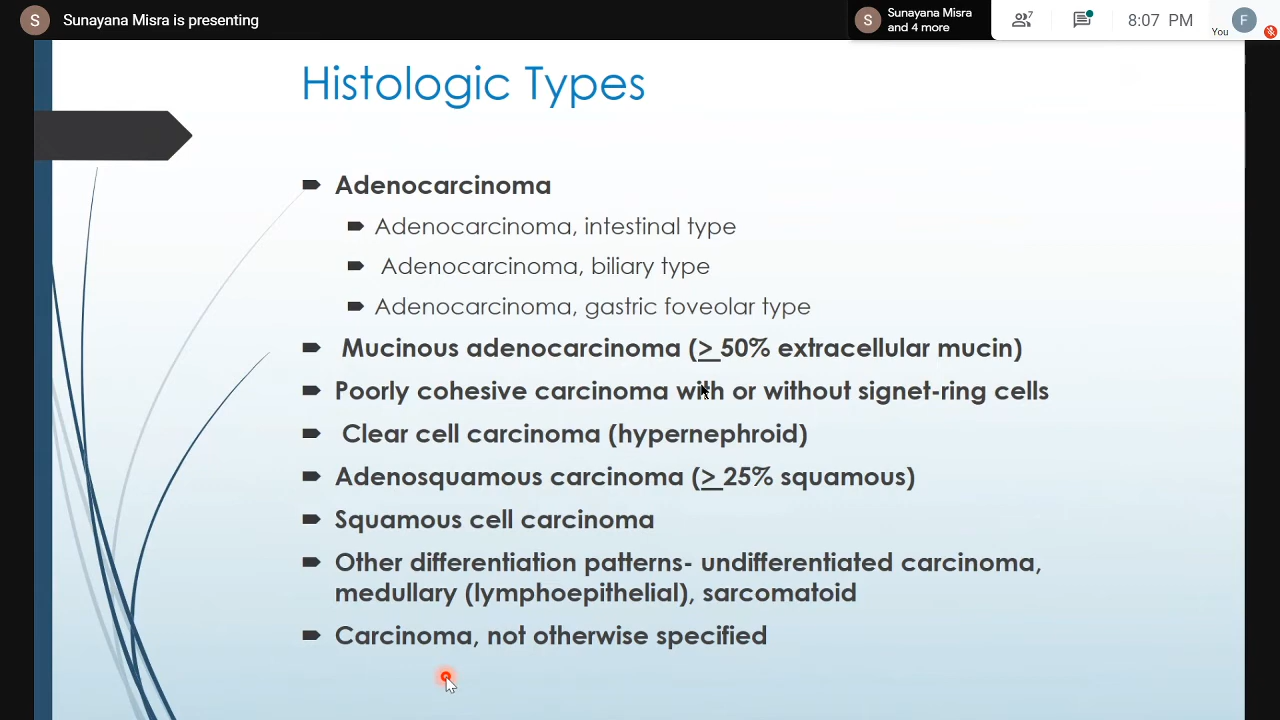 S Sunayana Misra is presenting
S Sunayana Misra
and 4 more
7
8:07 PM
You
F
Histologic Types
Adenocarcinoma
Adenocarcinoma, intestinal type
Adenocarcinoma, biliary type
Adenocarcinoma, gastric foveolar type
Mucinous adenocarcinoma (> 50% extracellular mucin)
Poorly cohesive carcinoma with or without signet-ring cells
Clear cell carcinoma (hypernephroid)
Adenosquamous carcinoma (> 25% squamous)
Squamous cell carcinoma
Other differentiation patterns- undifferentiated carcinoma,
medullary (lymphoepithelial), sarcomatoid
Carcinoma, not otherwise specified